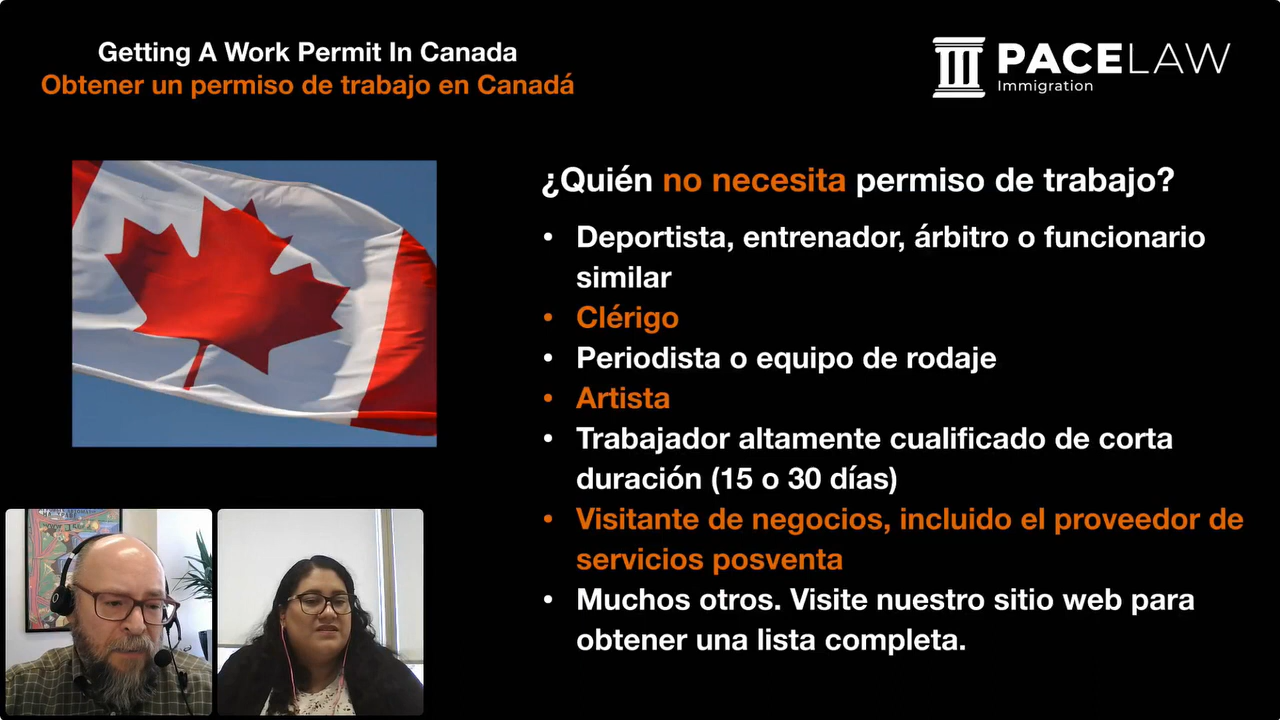 Getting A Work Permit In Canada
Obtener un permiso de trabajo en Canadá
PACELAW
Immigration
¿Quién no necesita permiso de trabajo?
• Deportista, entrenador, árbitro o funcionario
similar
• Clérigo
• Periodista o equipo de rodaje
• Artista
• Trabajador altamente cualificado de corta
duración (15 o 30 días)
• Visitante de negocios, incluido el proveedor de
servicios posventa
• Muchos otros. Visite nuestro sitio web para
obtener una lista completa.